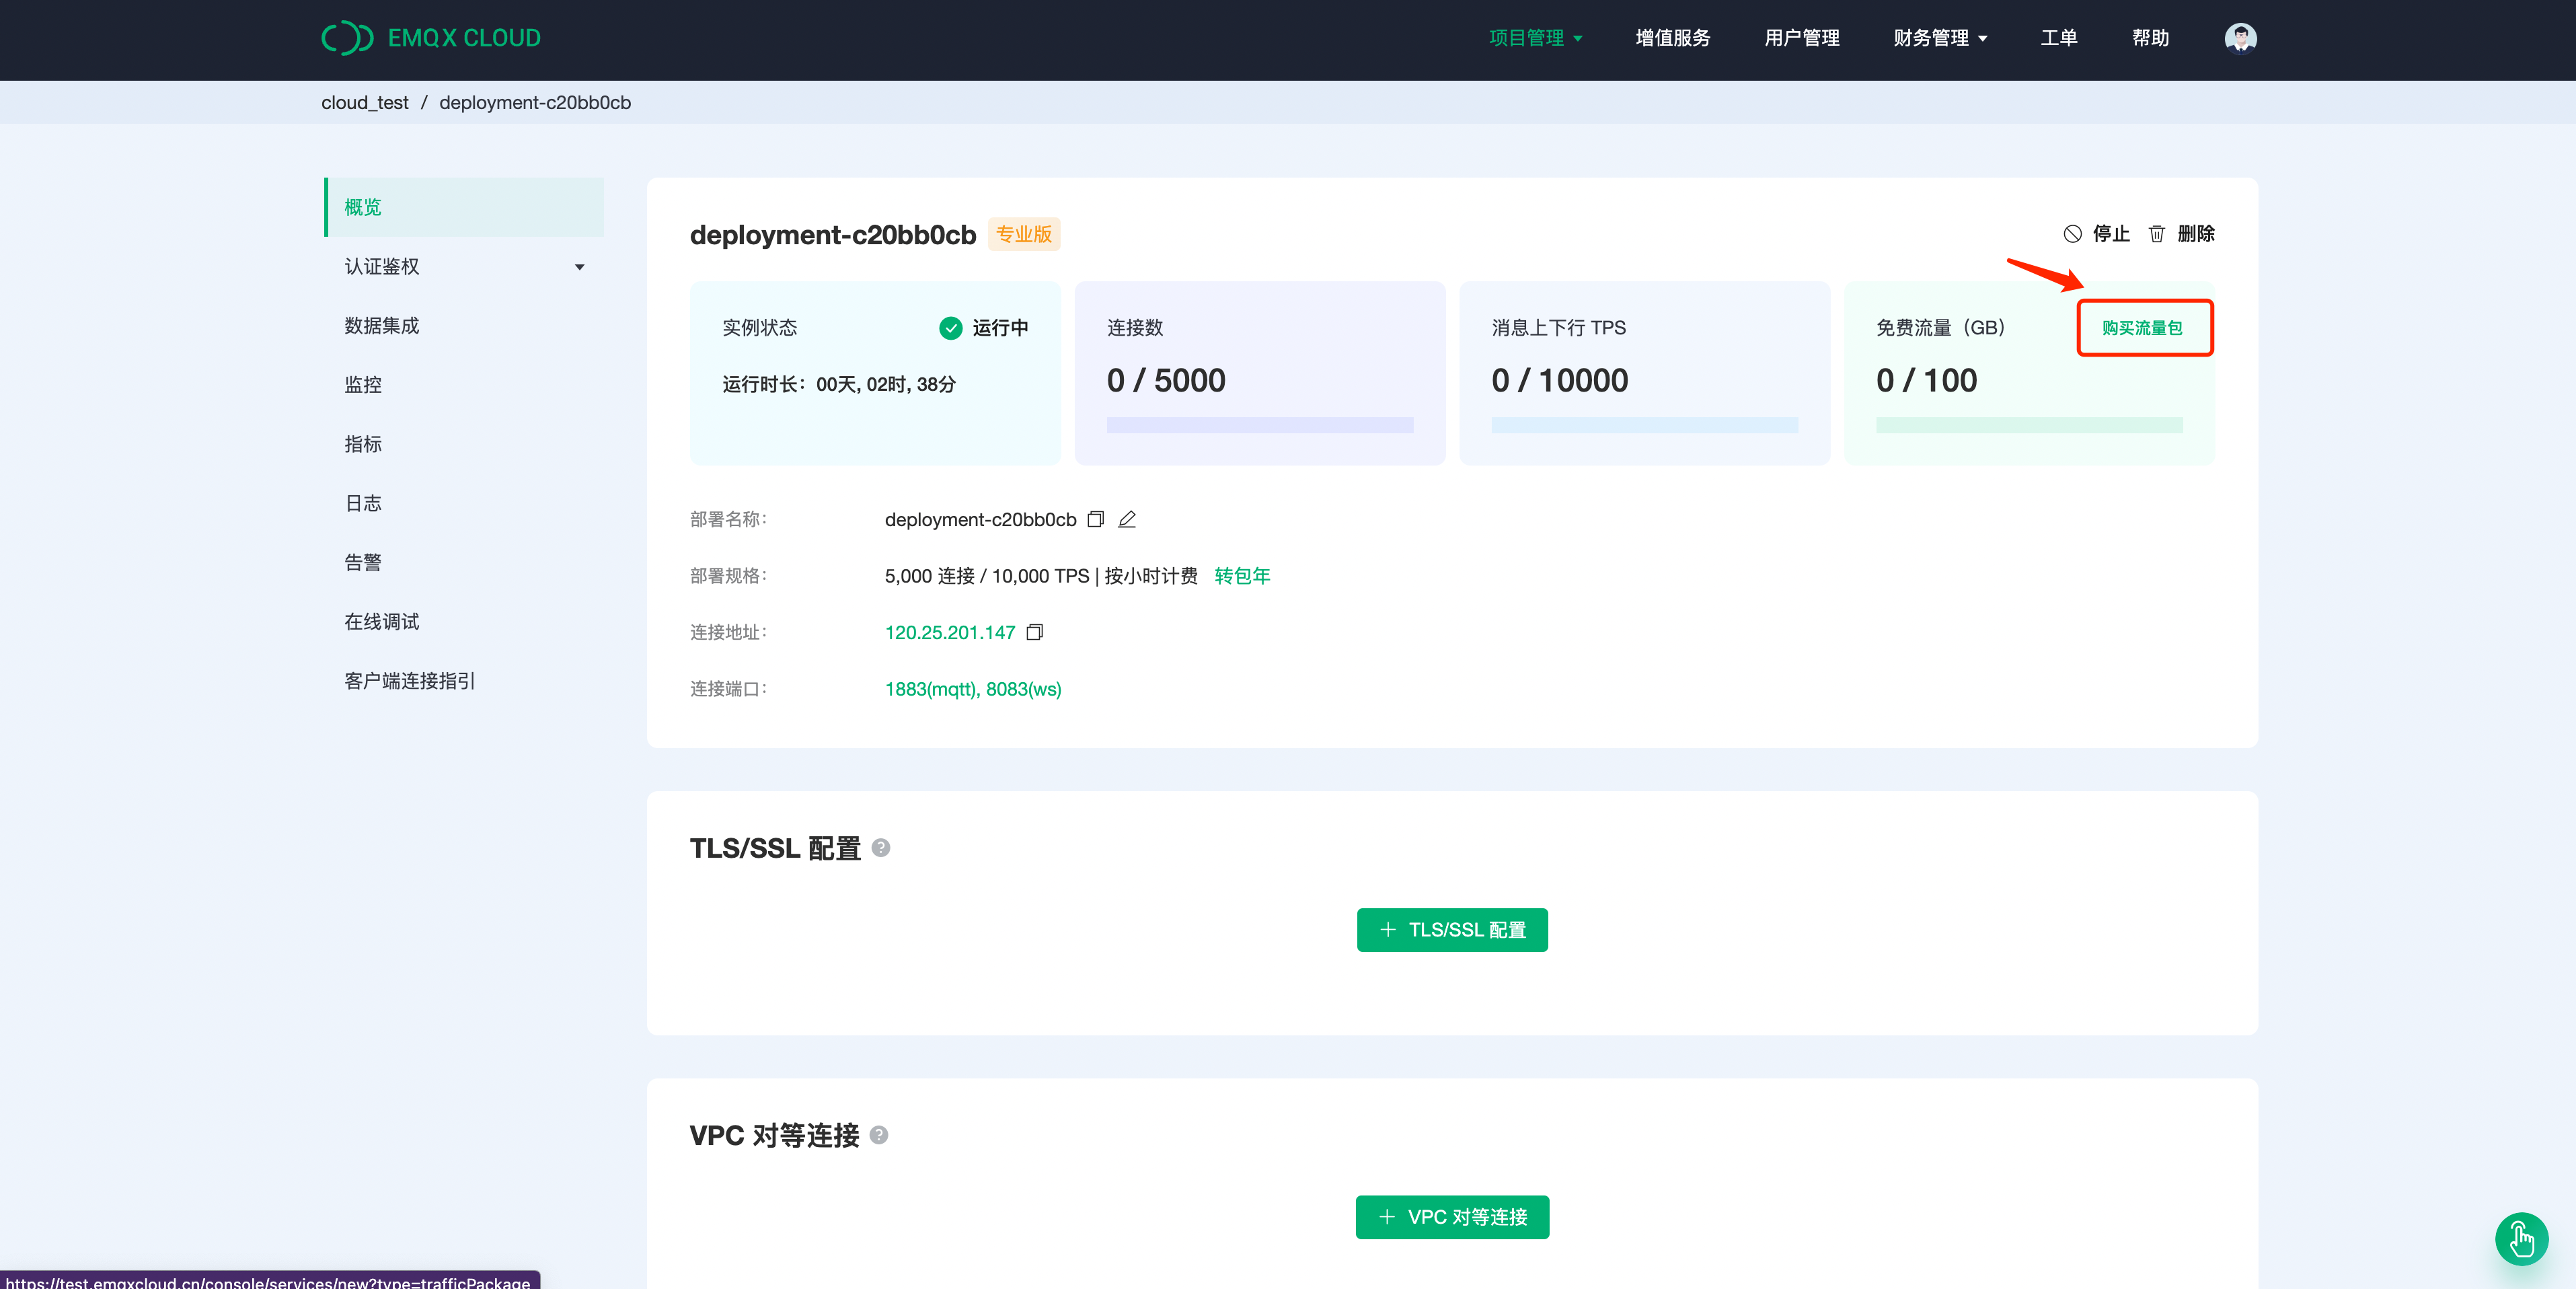 EMQX CLOUD
项目管理
增值服务
用户管理
财务管理
工单
帮助
cloud_test / deployment-c20bb0cb
概览
认证鉴权
数据集成
监控
指标
日志
告警
在线调试
客户端连接指引
deployment-c20bb0cb 专业版
停止 删除
实例状态 运行中
运行时长：00天, 02时, 38分
连接数
0 / 5000
消息上下行 TPS
0 / 10000
免费流量（GB） 购买流量包
0 / 100
部署名称： deployment-c20bb0cb
部署规格： 5,000 连接 / 10,000 TPS | 按小时计费 转包年
连接地址： 120.25.201.147
连接端口： 1883(mqtt), 8083(ws)
TLS/SSL 配置 ?
+ TLS/SSL 配置
VPC 对等连接 ?
+ VPC 对等连接
https://test.emqxcloud.cn/console/services/new?type=trafficPackage